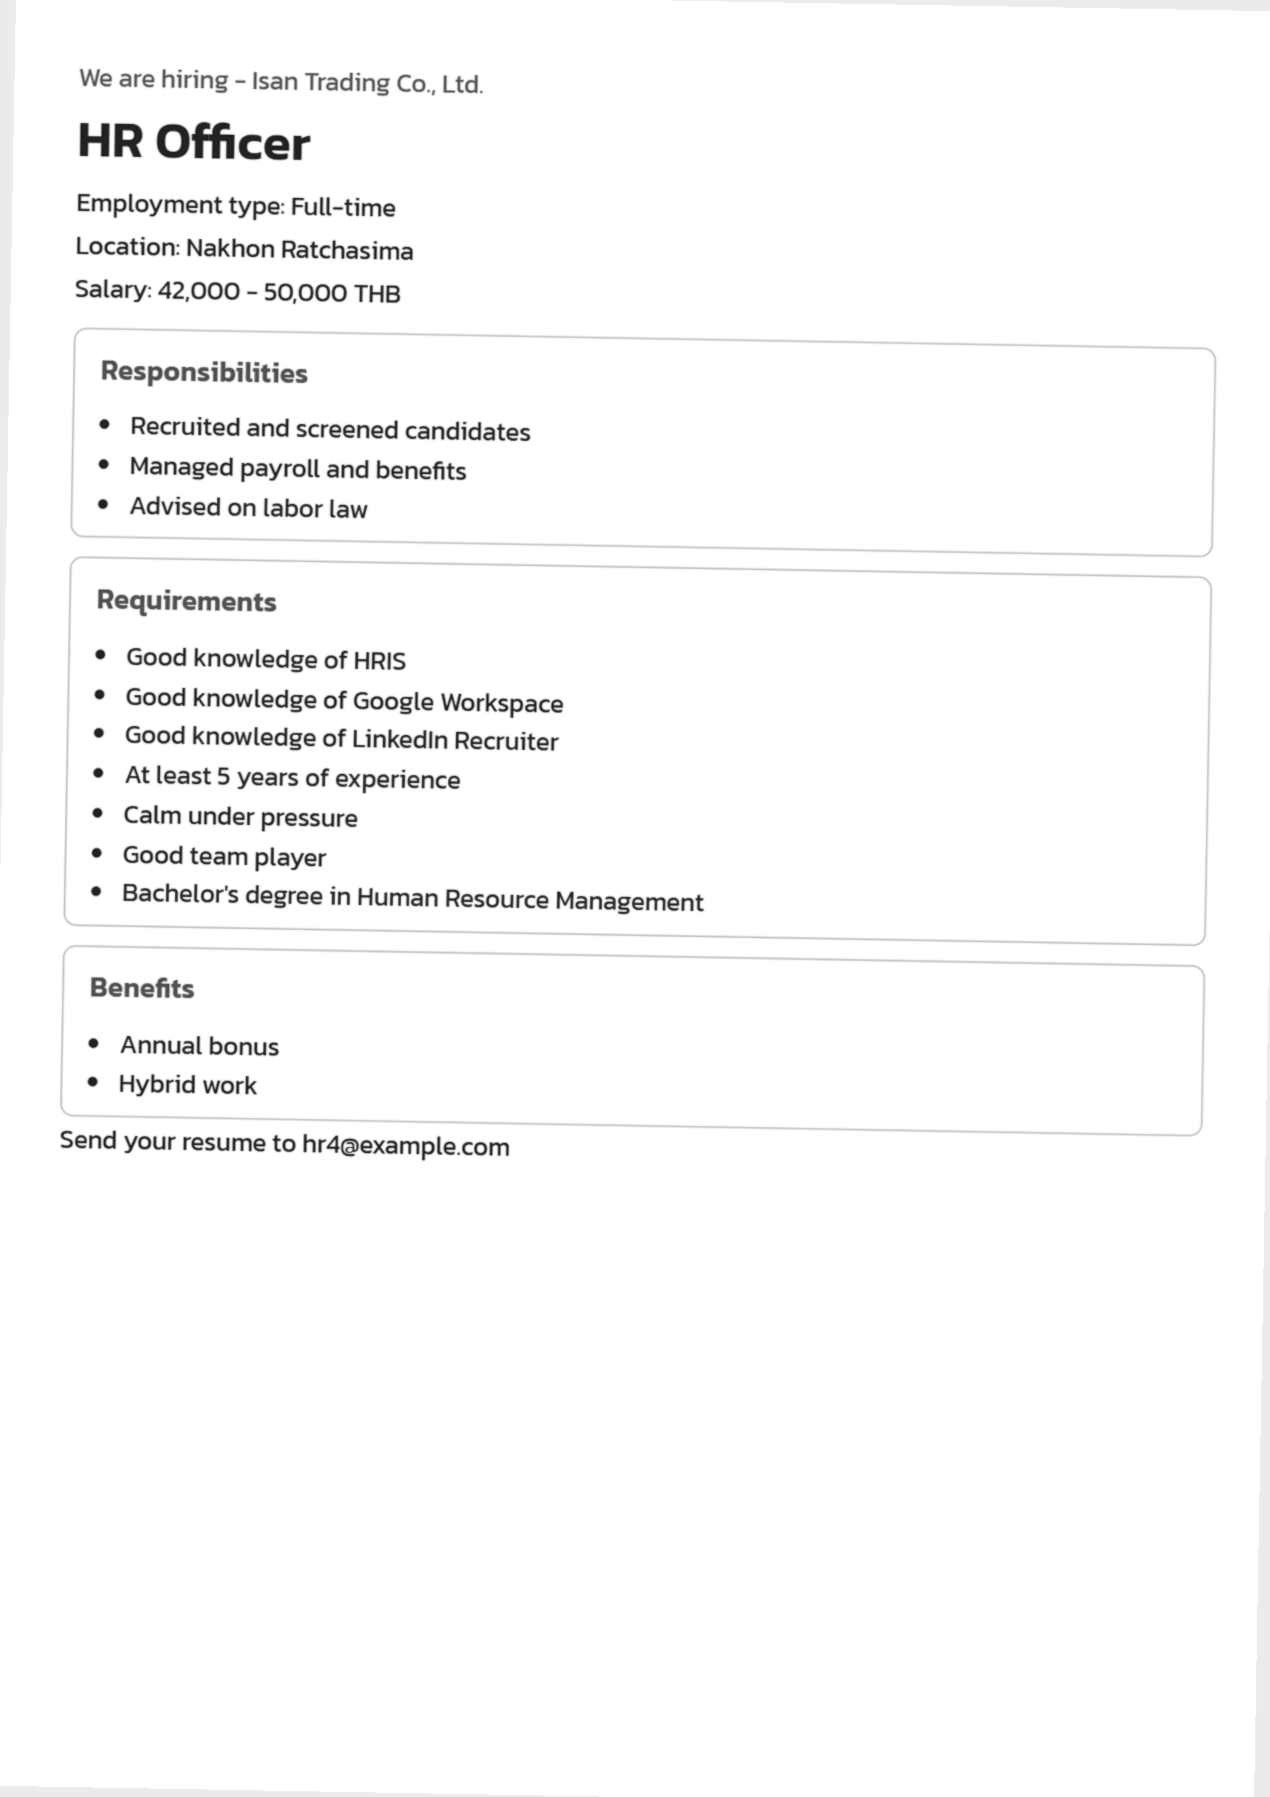 We are hiring - Isan Trading Co., Ltd.
HR Officer
Employment type: Full-time
Location: Nakhon Ratchasima
Salary: 42,000 - 50,000 THB
Responsibilities
• Recruited and screened candidates
• Managed payroll and benefits
• Advised on labor law
Requirements
• Good knowledge of HRIS
• Good knowledge of Google Workspace
• Good knowledge of LinkedIn Recruiter
• At least 5 years of experience
• Calm under pressure
• Good team player
• Bachelor's degree in Human Resource Management
Benefits
• Annual bonus
• Hybrid work
Send your resume to hr4@example.com